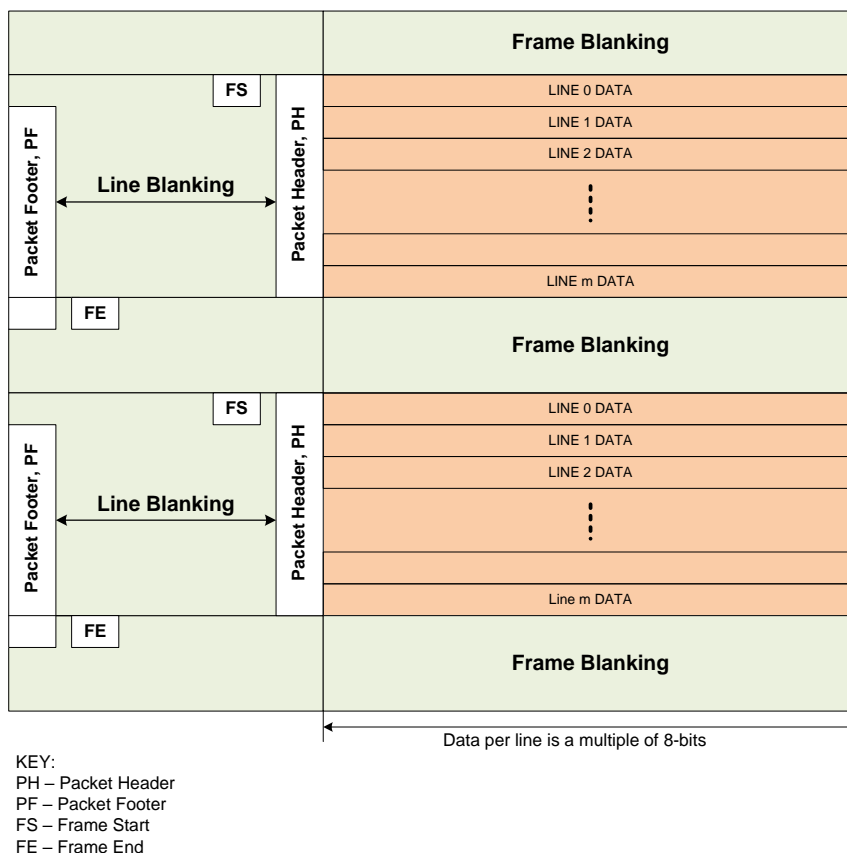 Frame Blanking
FS
LINE 0 DATA
LINE 1 DATA
LINE 2 DATA
Packet Footer, PF
Line Blanking
Packet Header, PH
LINE m DATA
FE
Frame Blanking
FS
LINE 0 DATA
LINE 1 DATA
LINE 2 DATA
Packet Footer, PF
Line Blanking
Packet Header, PH
Line m DATA
FE
Frame Blanking
Data per line is a multiple of 8-bits
KEY:
PH – Packet Header
PF – Packet Footer
FS – Frame Start
FE – Frame End